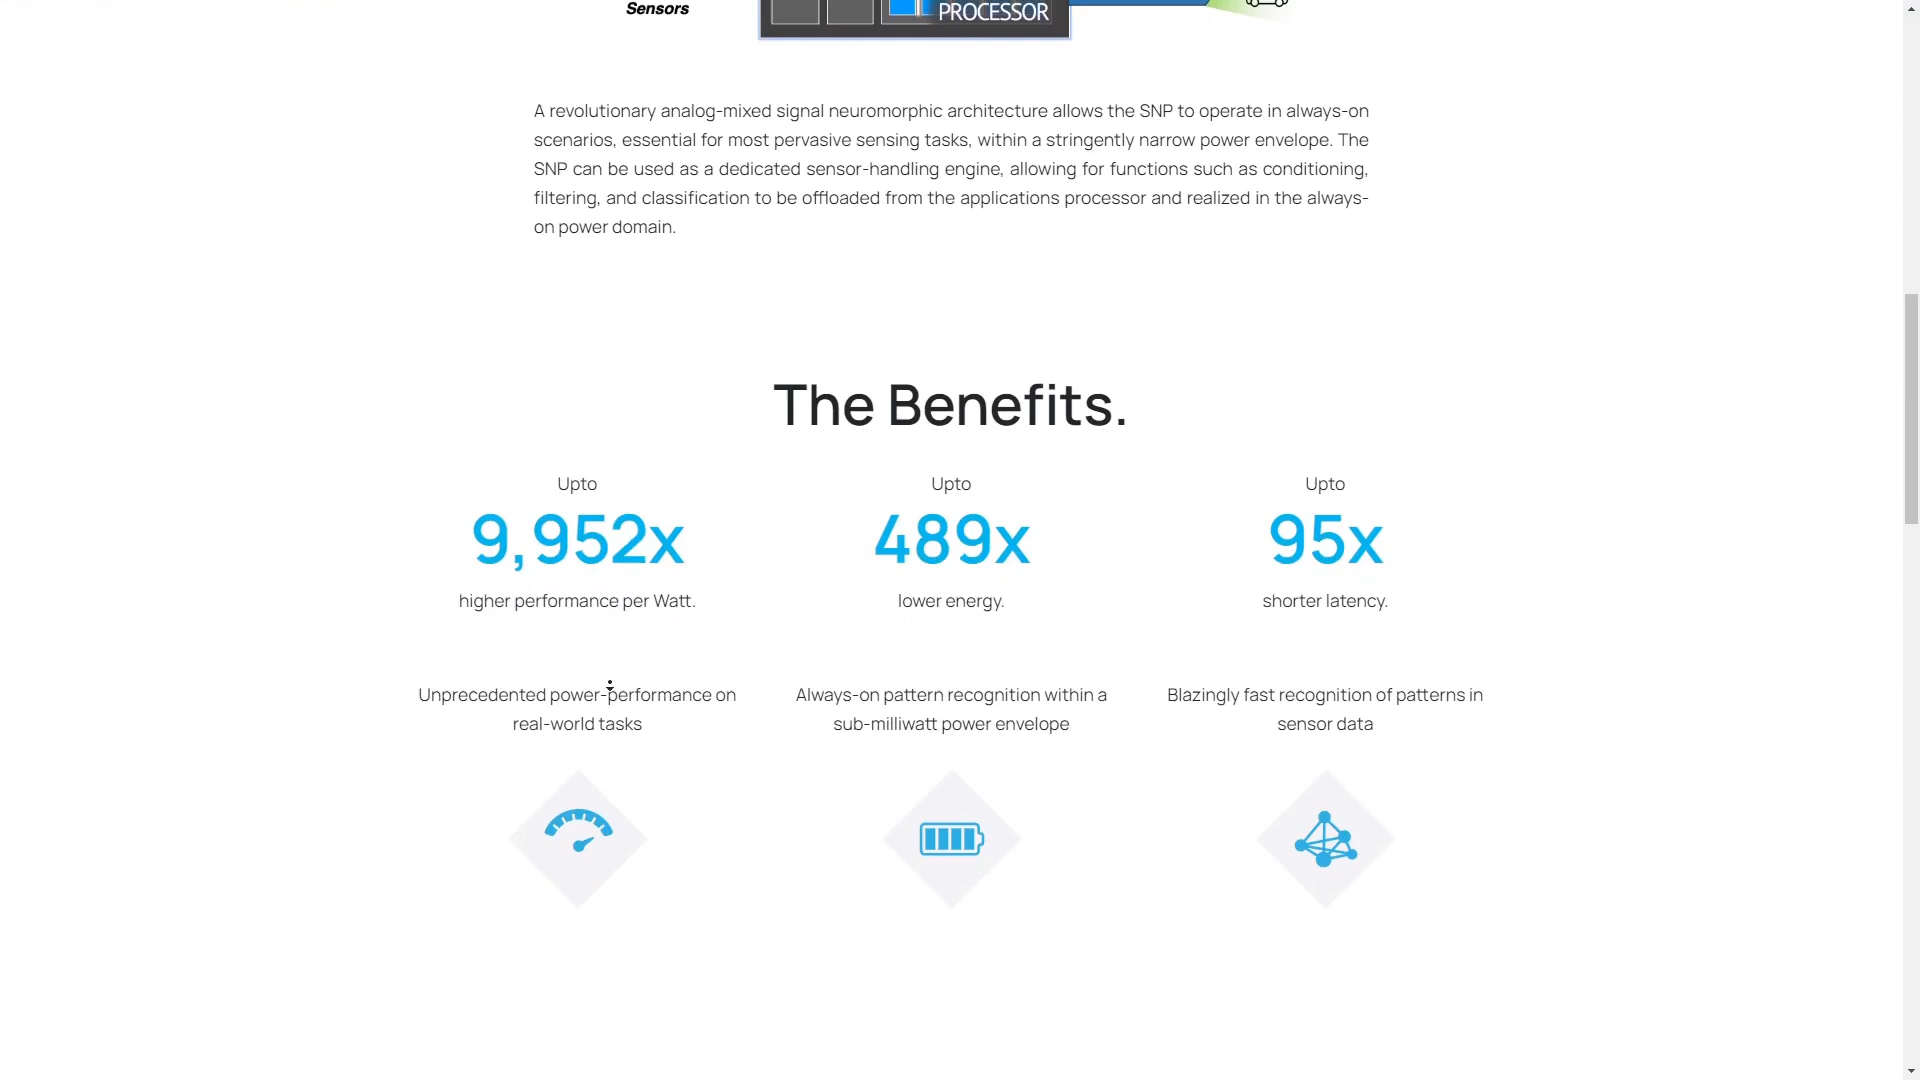 Sensors
PROCESSOR
A revolutionary analog-mixed signal neuromorphic architecture allows the SNP to operate in always-on
scenarios, essential for most pervasive sensing tasks, within a stringently narrow power envelope. The
SNP can be used as a dedicated sensor-handling engine, allowing for functions such as conditioning,
filtering, and classification to be offloaded from the applications processor and realized in the always-
on power domain.
The Benefits.
Upto
9,952x
higher performance per Watt.
Upto
489x
lower energy.
Upto
95x
shorter latency.
Unprecedented power-performance on
real-world tasks
Always-on pattern recognition within a
sub-milliwatt power envelope
Blazingly fast recognition of patterns in
sensor data